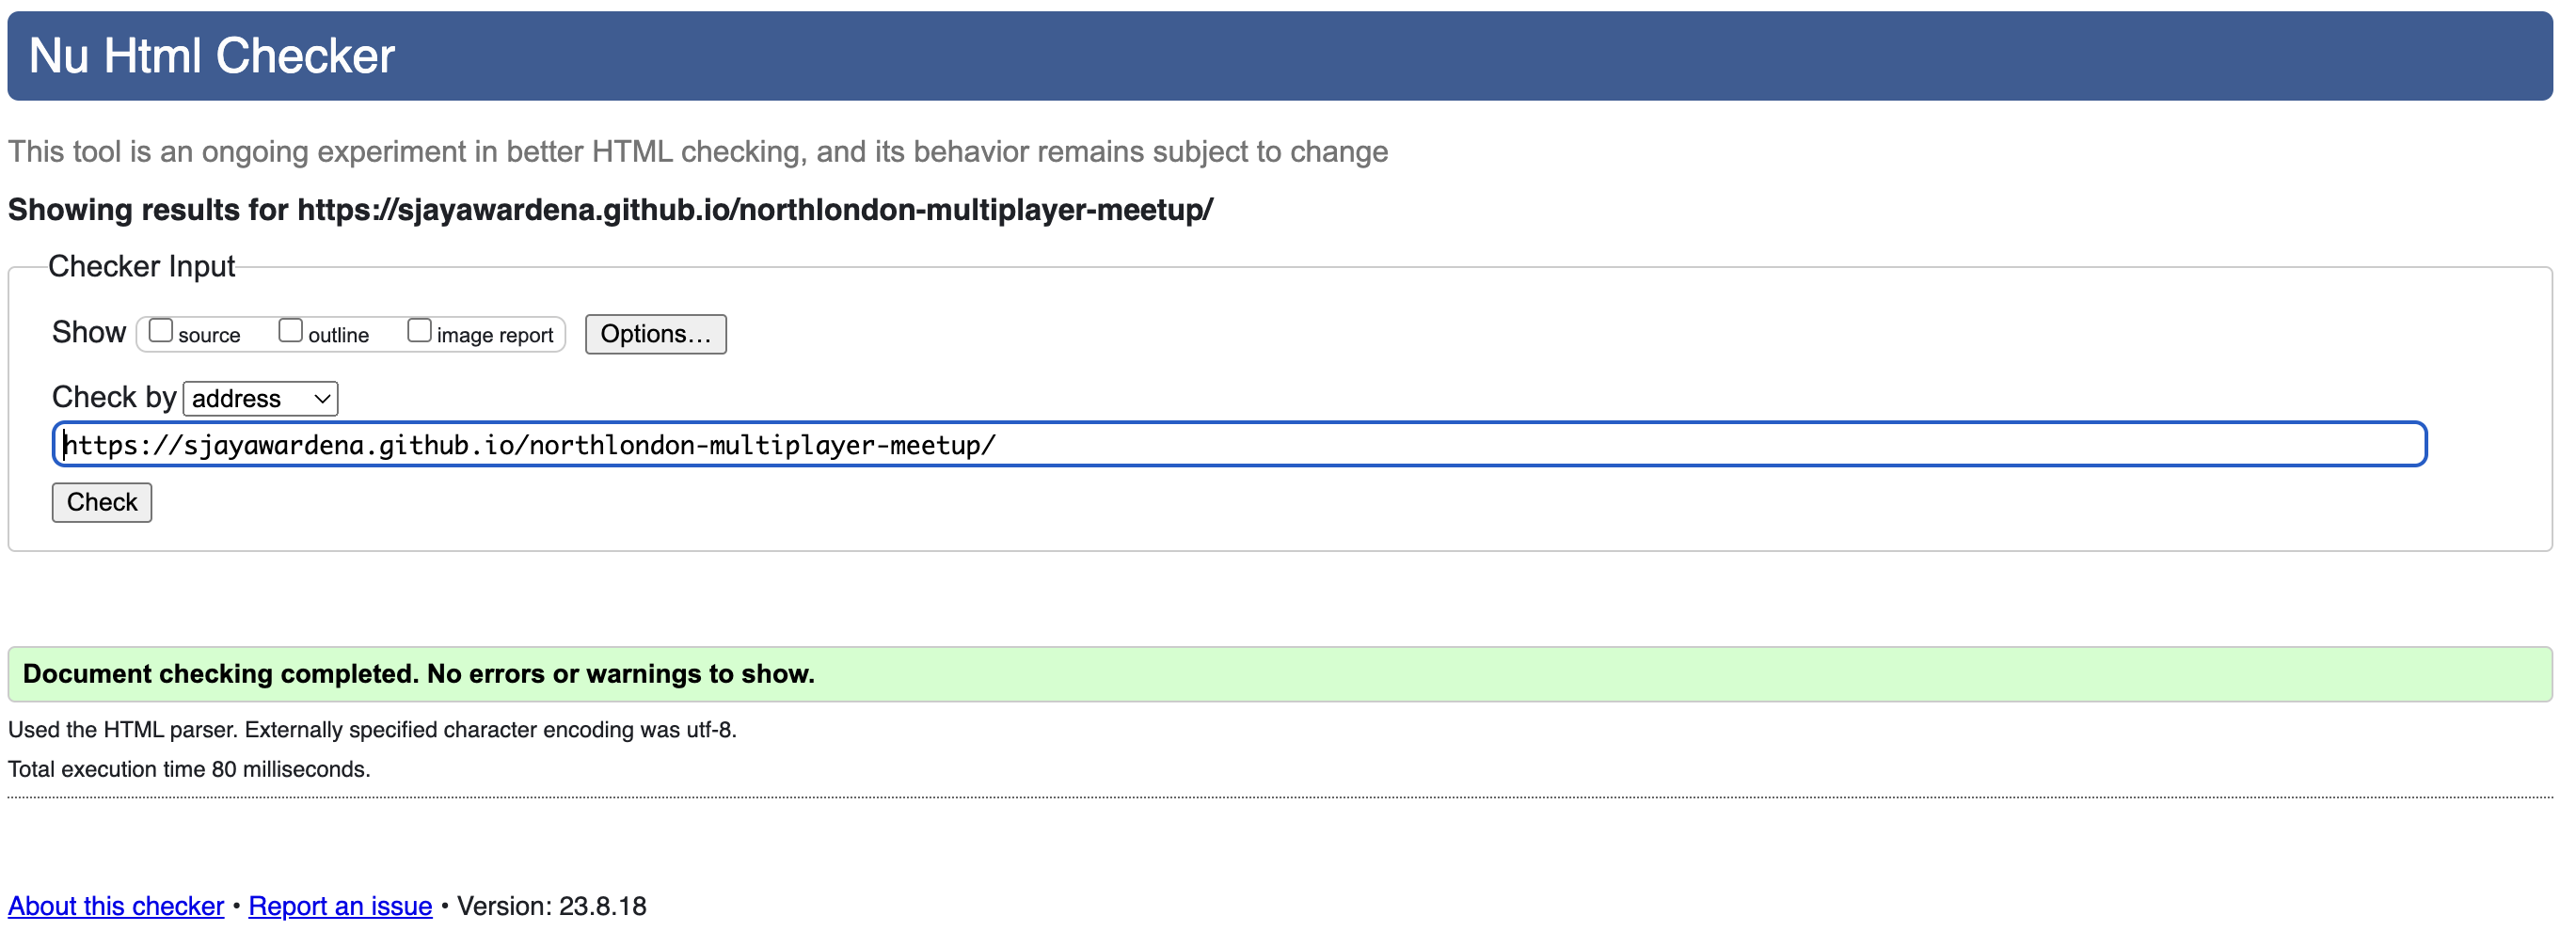 Nu Html Checker
This tool is an ongoing experiment in better HTML checking, and its behavior remains subject to change
Showing results for https://sjayawardena.github.io/northlondon-multiplayer-meetup/
Checker Input
Show source outline image report Options…
Check by address
https://sjayawardena.github.io/northlondon-multiplayer-meetup/
Check
Document checking completed. No errors or warnings to show.
Used the HTML parser. Externally specified character encoding was utf-8.
Total execution time 80 milliseconds.
About this checker • Report an issue • Version: 23.8.18